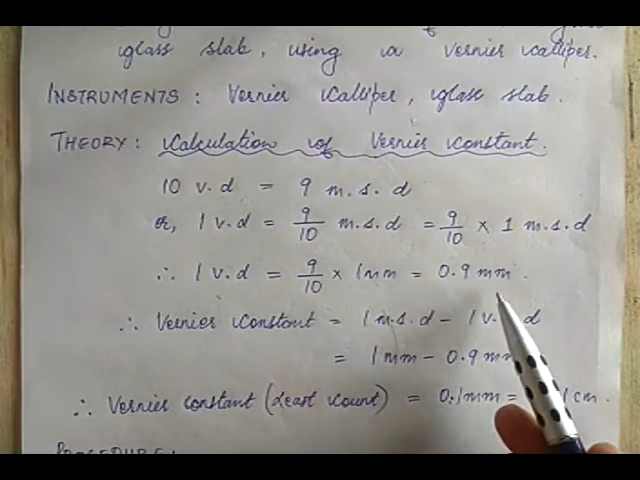 glass slab, using a vernier calliper.
INSTRUMENTS: Vernier calliper, glass slab.
THEORY: Calculation of Vernier constant.
10 v.d = 9 m.s.d
or, 1 v.d = 9/10 m.s.d = 9/10 × 1 m.s.d
∴ 1 v.d = 9/10 × 1mm = 0.9 mm.
∴ Vernier constant = 1 m.s.d - 1 v. d
= 1mm - 0.9 mm
∴ Vernier constant (Least count) = 0.1mm = 1cm.